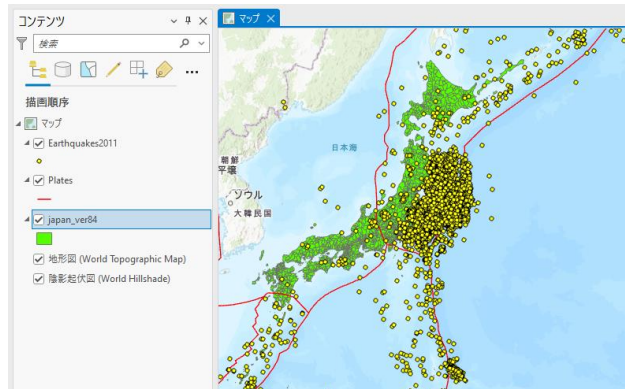 コンテンツ
検索
描画順序
マップ
Earthquakes2011
Plates
japan_ver84
地形図 (World Topographic Map)
陰影起伏図 (World Hillshade)
マップ
日本海
朝鮮
平壌
ソウル
大韓民国